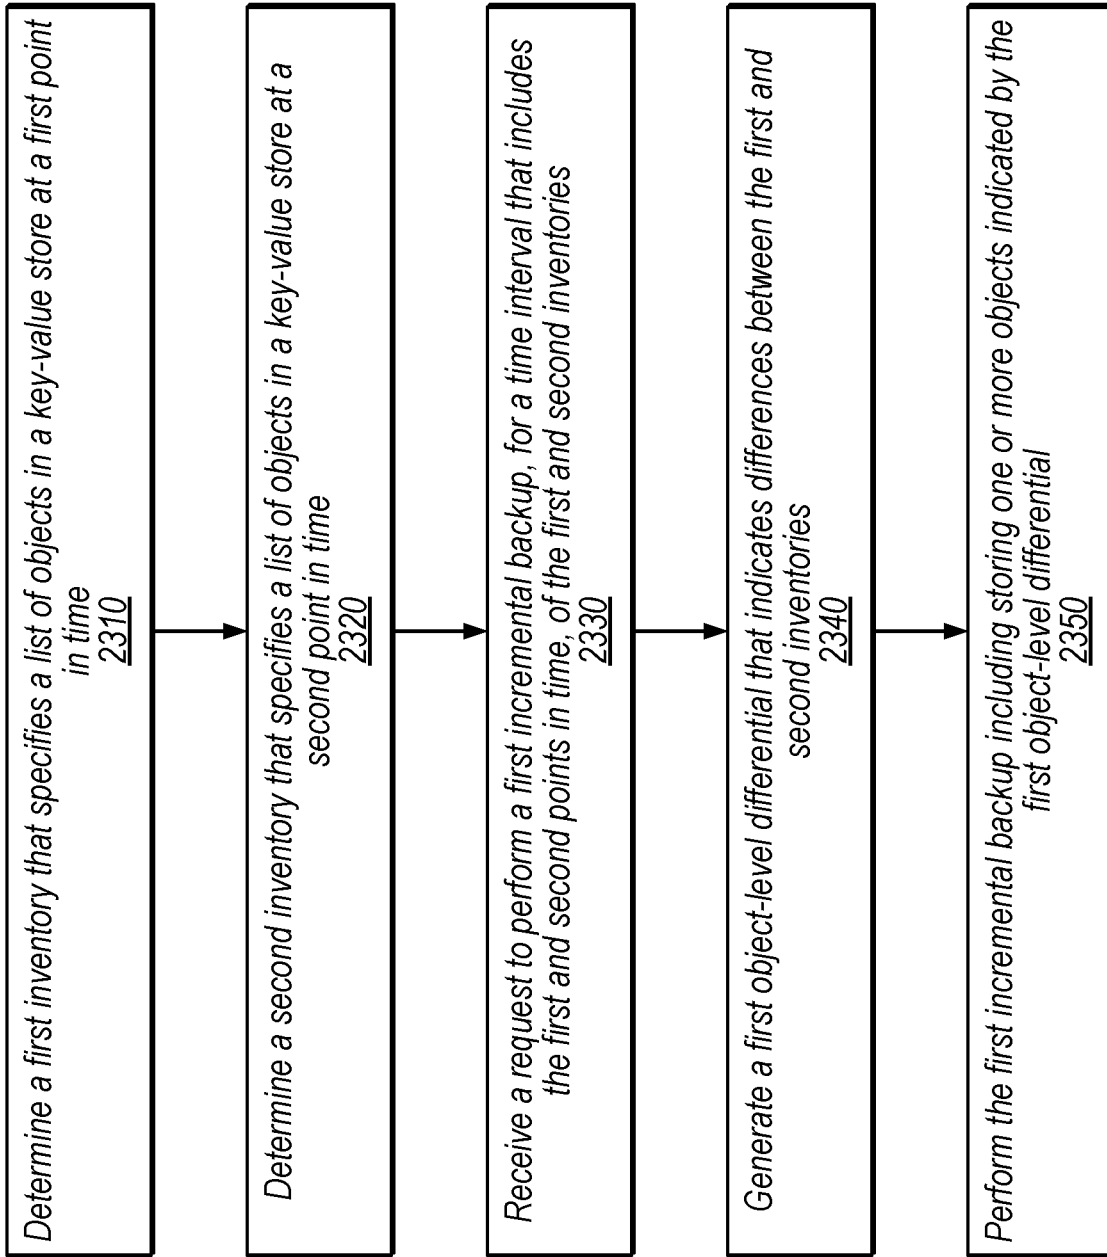 Determine a first inventory that specifies a list of objects in a key-value store at a first point
in time
2310
Determine a second inventory that specifies a list of objects in a key-value store at a
second point in time
2320
Receive a request to perform a first incremental backup, for a time interval that includes
the first and second points in time, of the first and second inventories
2330
Generate a first object-level differential that indicates differences between the first and
second inventories
2340
Perform the first incremental backup including storing one or more objects indicated by the
first object-level differential
2350